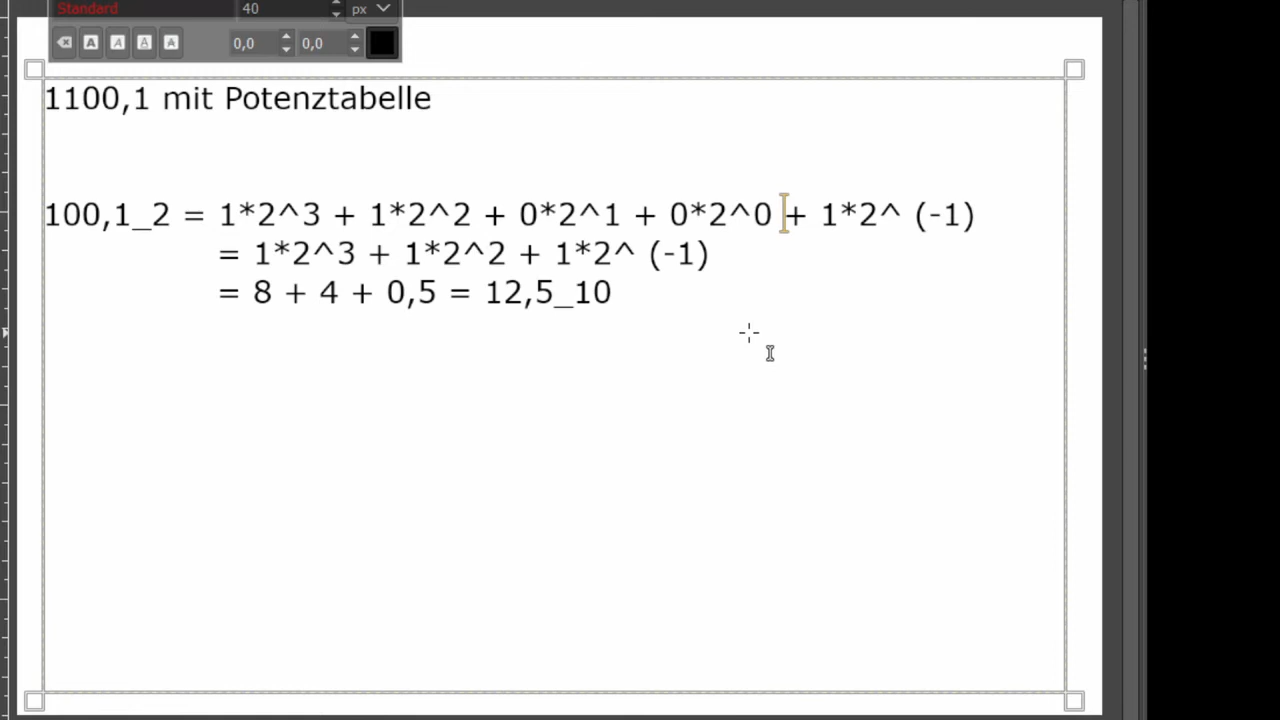 Standard 40 px
0,0 0,0
1100,1 mit Potenztabelle
100,1_2 = 1*2^3 + 1*2^2 + 0*2^1 + 0*2^0 + 1*2^ (-1)
= 1*2^3 + 1*2^2 + 1*2^ (-1)
= 8 + 4 + 0,5 = 12,5_10